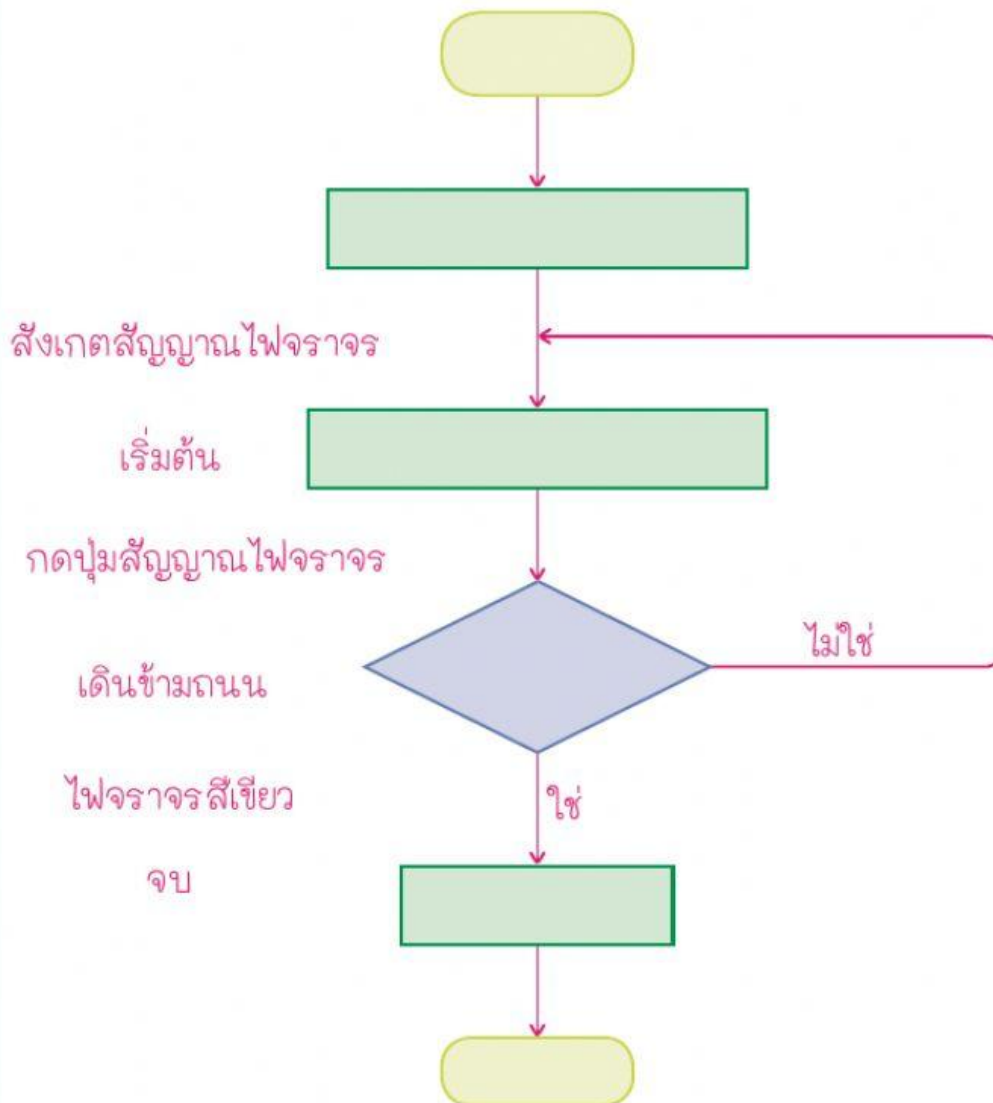 สังเกตสัญญาณไฟจราจร
เริ่มต้น
กดปุ่มสัญญาณไฟจราจร
ไม่ใช่
เดินข้ามถนน
ไฟจราจรสีเขียว
ใช่
จบ